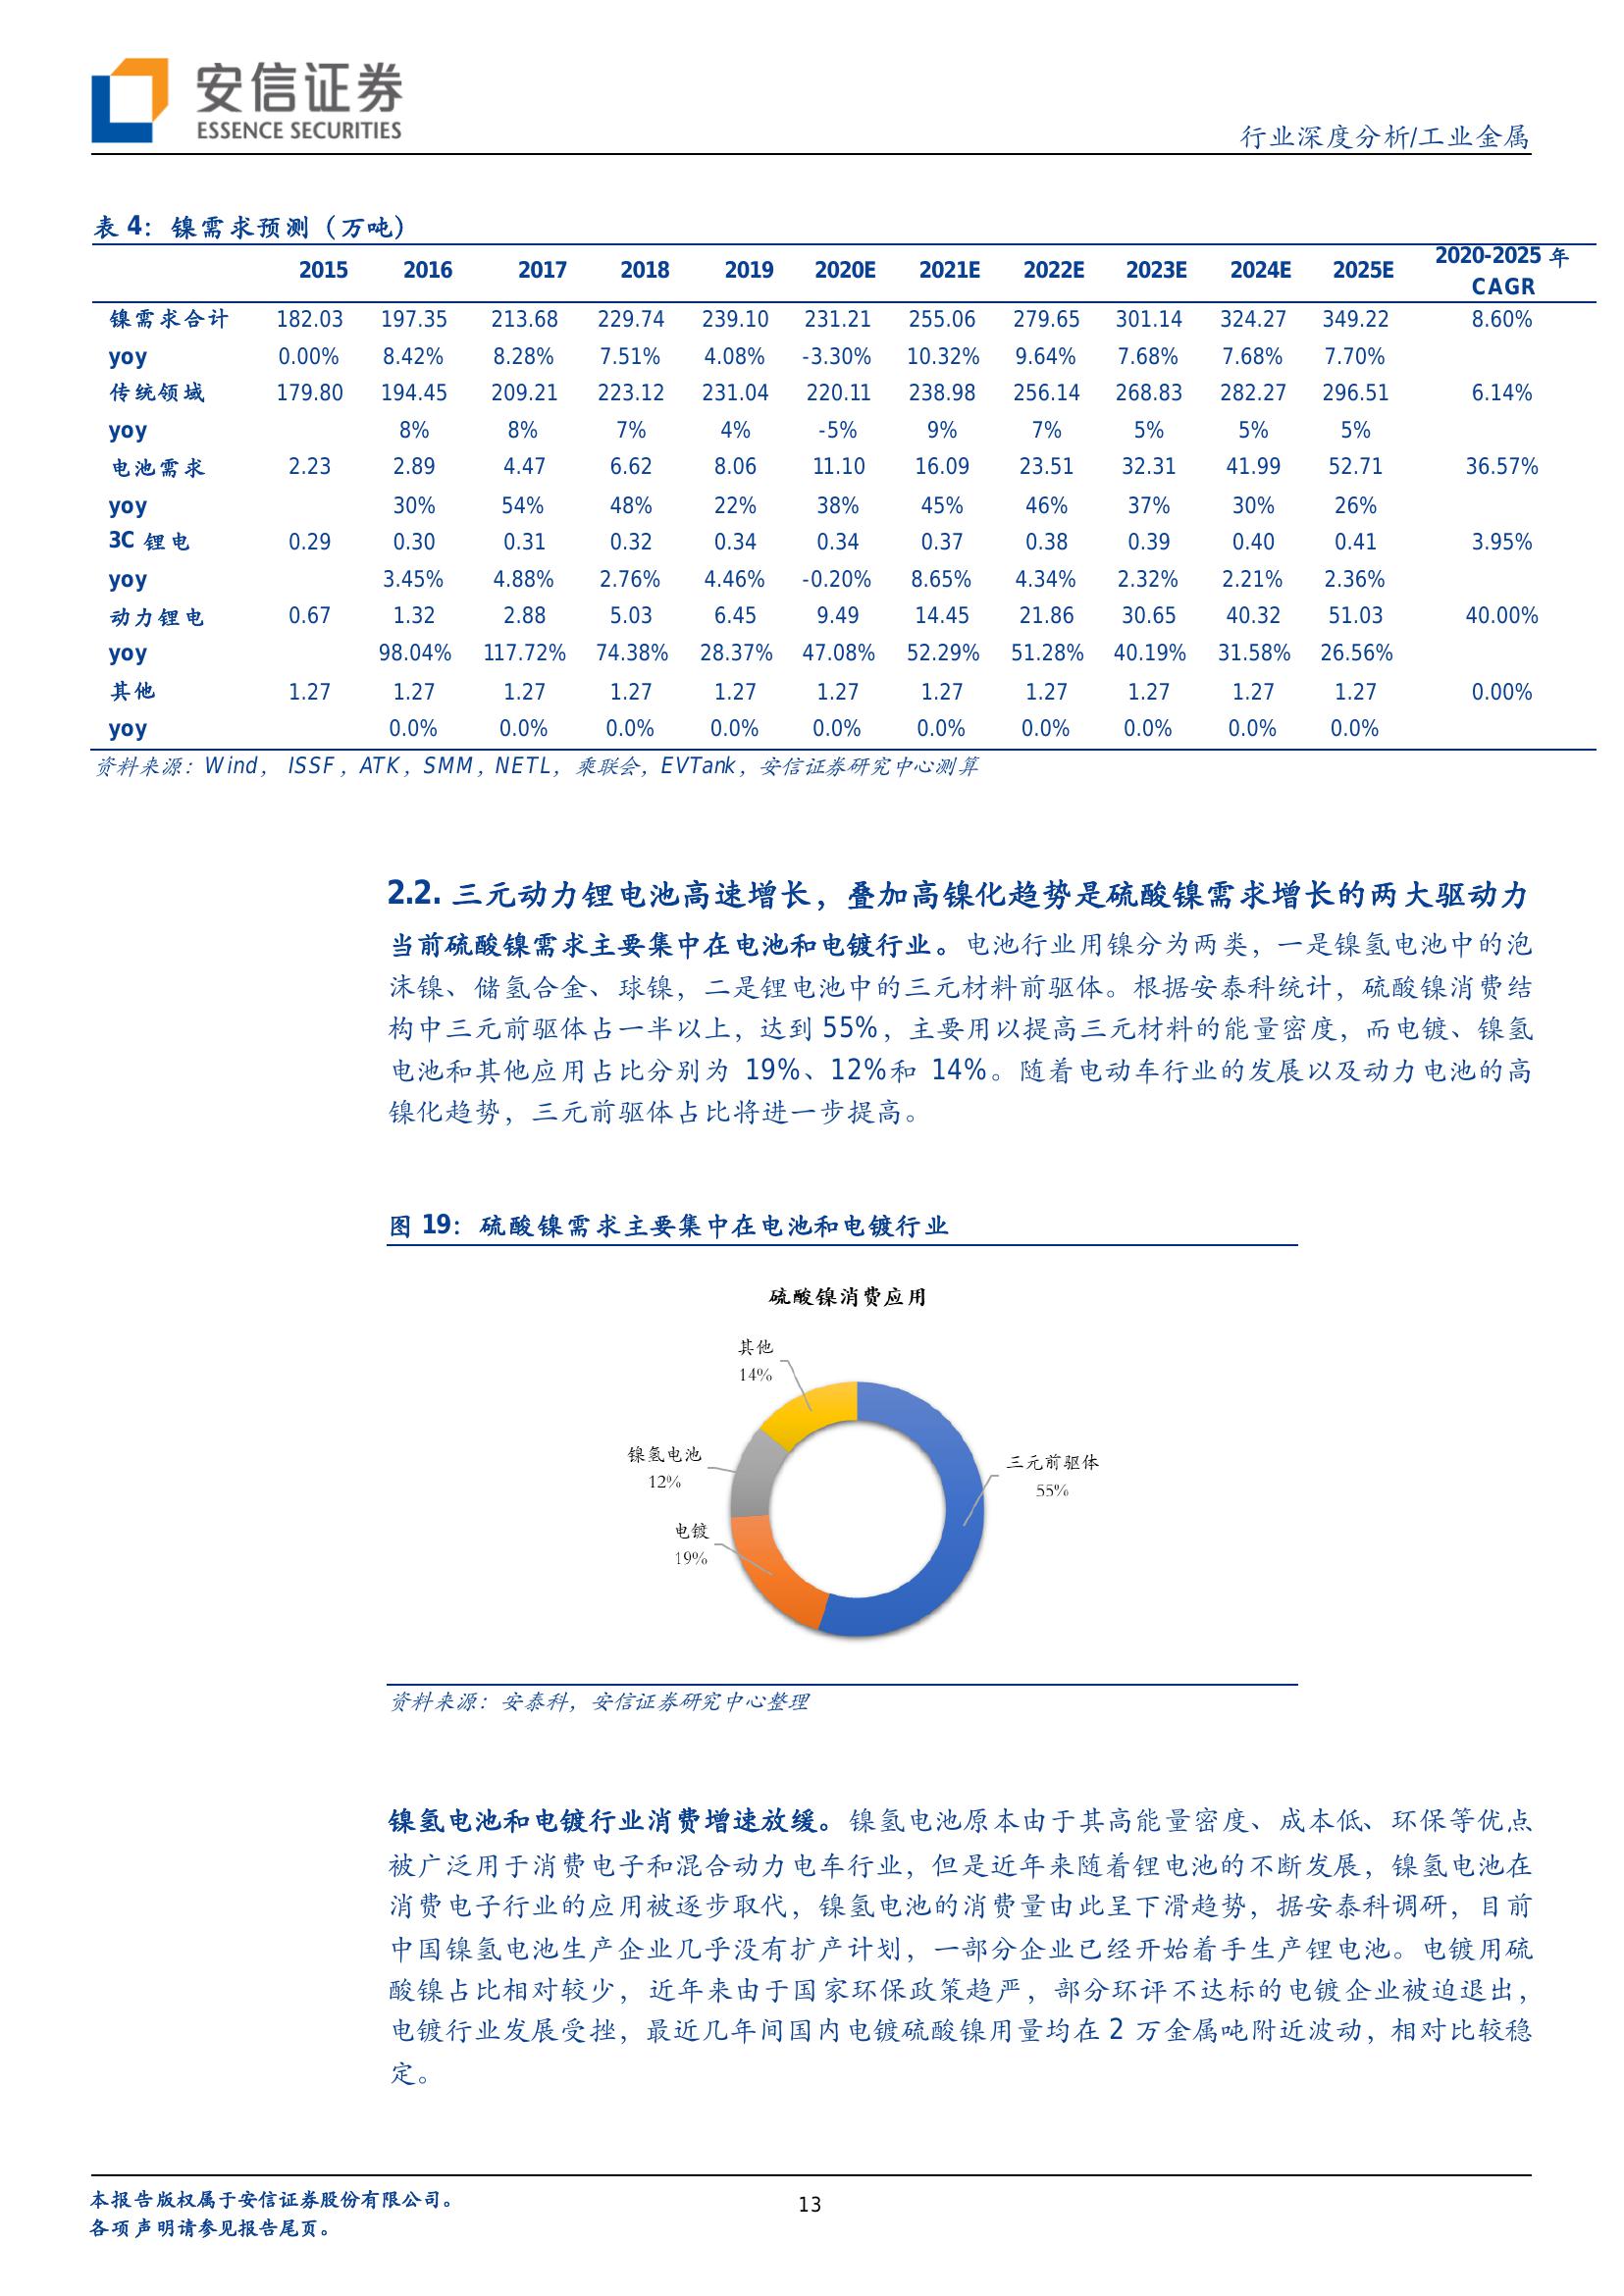 安信证券
ESSENCE SECURITIES
行业深度分析/工业金属
表 4：镍需求预测（万吨）
2015 2016 2017 2018 2019 2020E 2021E 2022E 2023E 2024E 2025E 2020-2025 年 CAGR
镍需求合计 182.03 197.35 213.68 229.74 239.10 231.21 255.06 279.65 301.14 324.27 349.22 8.60%
yoy 0.00% 8.42% 8.28% 7.51% 4.08% -3.30% 10.32% 9.64% 7.68% 7.68% 7.70%
传统领域 179.80 194.45 209.21 223.12 231.04 220.11 238.98 256.14 268.83 282.27 296.51 6.14%
yoy 8% 8% 7% 4% -5% 9% 7% 5% 5% 5%
电池需求 2.23 2.89 4.47 6.62 8.06 11.10 16.09 23.51 32.31 41.99 52.71 36.57%
yoy 30% 54% 48% 22% 38% 45% 46% 37% 30% 26%
3C 锂电 0.29 0.30 0.31 0.32 0.34 0.34 0.37 0.38 0.39 0.40 0.41 3.95%
yoy 3.45% 4.88% 2.76% 4.46% -0.20% 8.65% 4.34% 2.32% 2.21% 2.36%
动力锂电 0.67 1.32 2.88 5.03 6.45 9.49 14.45 21.86 30.65 40.32 51.03 40.00%
yoy 98.04% 117.72% 74.38% 28.37% 47.08% 52.29% 51.28% 40.19% 31.58% 26.56%
其他 1.27 1.27 1.27 1.27 1.27 1.27 1.27 1.27 1.27 1.27 1.27 0.00%
yoy 0.0% 0.0% 0.0% 0.0% 0.0% 0.0% 0.0% 0.0% 0.0% 0.0%
资料来源：Wind， ISSF，ATK，SMM，NETL，乘联会，EVTank，安信证券研究中心测算
2.2. 三元动力锂电池高速增长，叠加高镍化趋势是硫酸镍需求增长的两大驱动力
当前硫酸镍需求主要集中在电池和电镀行业。电池行业用镍分为两类，一是镍氢电池中的泡
沫镍、储氢合金、球镍，二是锂电池中的三元材料前驱体。根据安泰科统计，硫酸镍消费结
构中三元前驱体占一半以上，达到 55%，主要用以提高三元材料的能量密度，而电镀、镍氢
电池和其他应用占比分别为 19%、12%和 14%。随着电动车行业的发展以及动力电池的高
镍化趋势，三元前驱体占比将进一步提高。
图 19：硫酸镍需求主要集中在电池和电镀行业
硫酸镍消费应用
其他
14%
镍氢电池
12%
三元前驱体
55%
电镀
19%
资料来源：安泰科，安信证券研究中心整理
镍氢电池和电镀行业消费增速放缓。镍氢电池原本由于其高能量密度、成本低、环保等优点
被广泛用于消费电子和混合动力电车行业，但是近年来随着锂电池的不断发展，镍氢电池在
消费电子行业的应用被逐步取代，镍氢电池的消费量由此呈下滑趋势，据安泰科调研，目前
中国镍氢电池生产企业几乎没有扩产计划，一部分企业已经开始着手生产锂电池。电镀用硫
酸镍占比相对较少，近年来由于国家环保政策趋严，部分环评不达标的电镀企业被迫退出，
电镀行业发展受挫，最近几年间国内电镀硫酸镍用量均在 2 万金属吨附近波动，相对比较稳
定。
本报告版权属于安信证券股份有限公司。
各项声明请参见报告尾页。
13